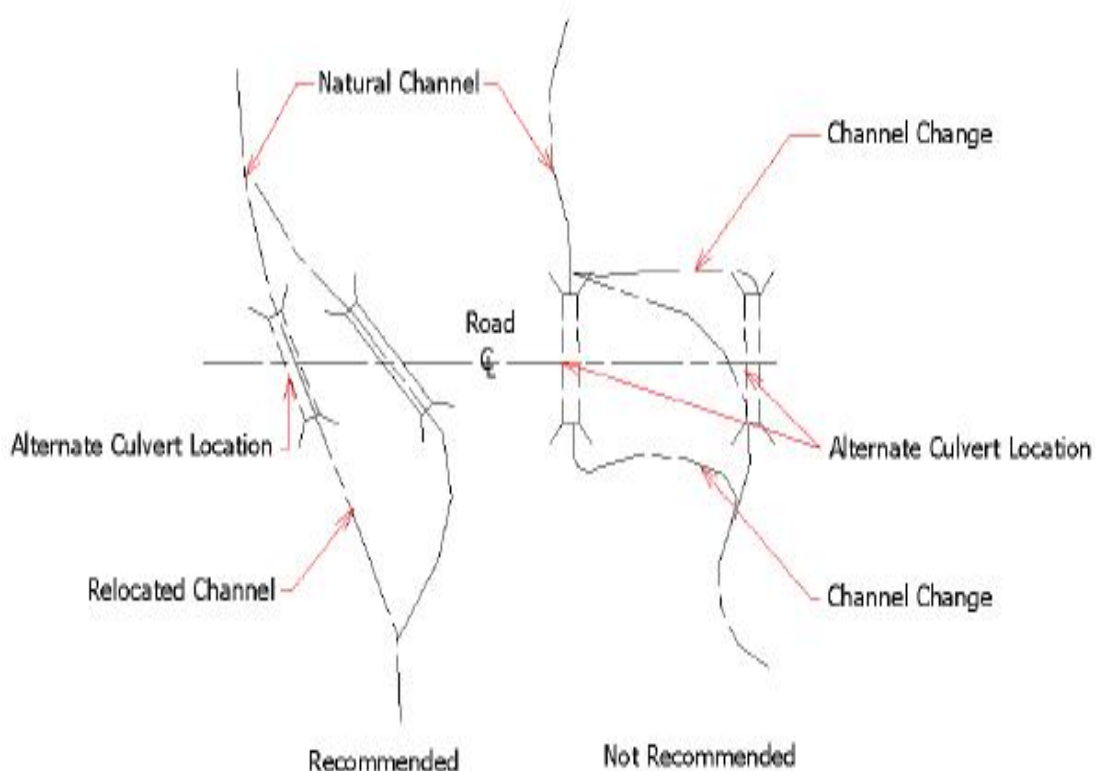 Natural Channel
Channel Change
Road
℄
Alternate Culvert Location
Alternate Culvert Location
Relocated Channel
Channel Change
Recommended
Not Recommended